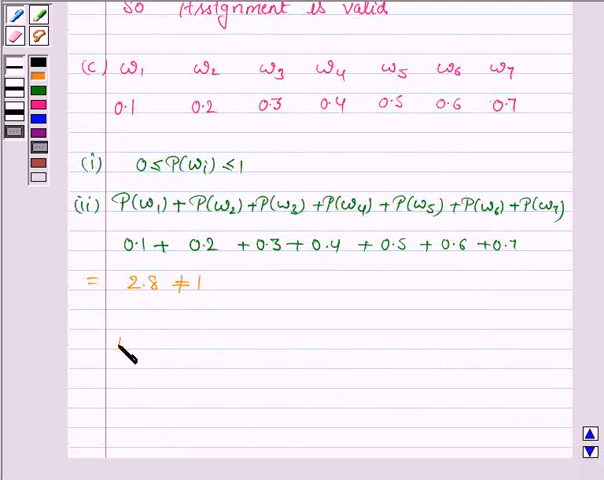 So Assignment is valid
(c) ω₁ ω₂ ω₃ ω₄ ω₅ ω₆ ω₇
0.1 0.2 0.3 0.4 0.5 0.6 0.7
(i) 0 ≤ P(ωi) ≤ 1
(ii) P(ω₁) + P(ω₂) + P(ω₃) + P(ω₄) + P(ω₅) + P(ω₆) + P(ω₇)
0.1 + 0.2 + 0.3 + 0.4 + 0.5 + 0.6 + 0.7
= 2.8 ≠ 1